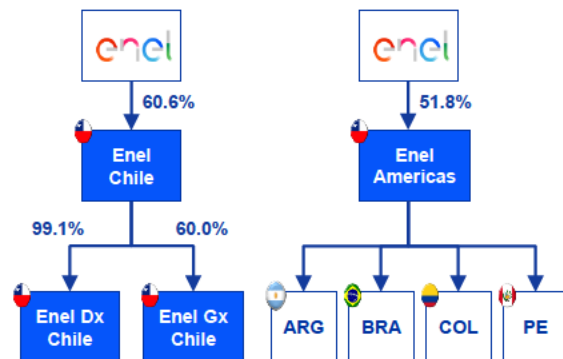 enel
enel
60.6%
51.8%
Enel
Chile
Enel
Americas
99.1%
60.0%
Enel Dx
Chile
Enel Gx
Chile
ARG
BRA
COL
PE